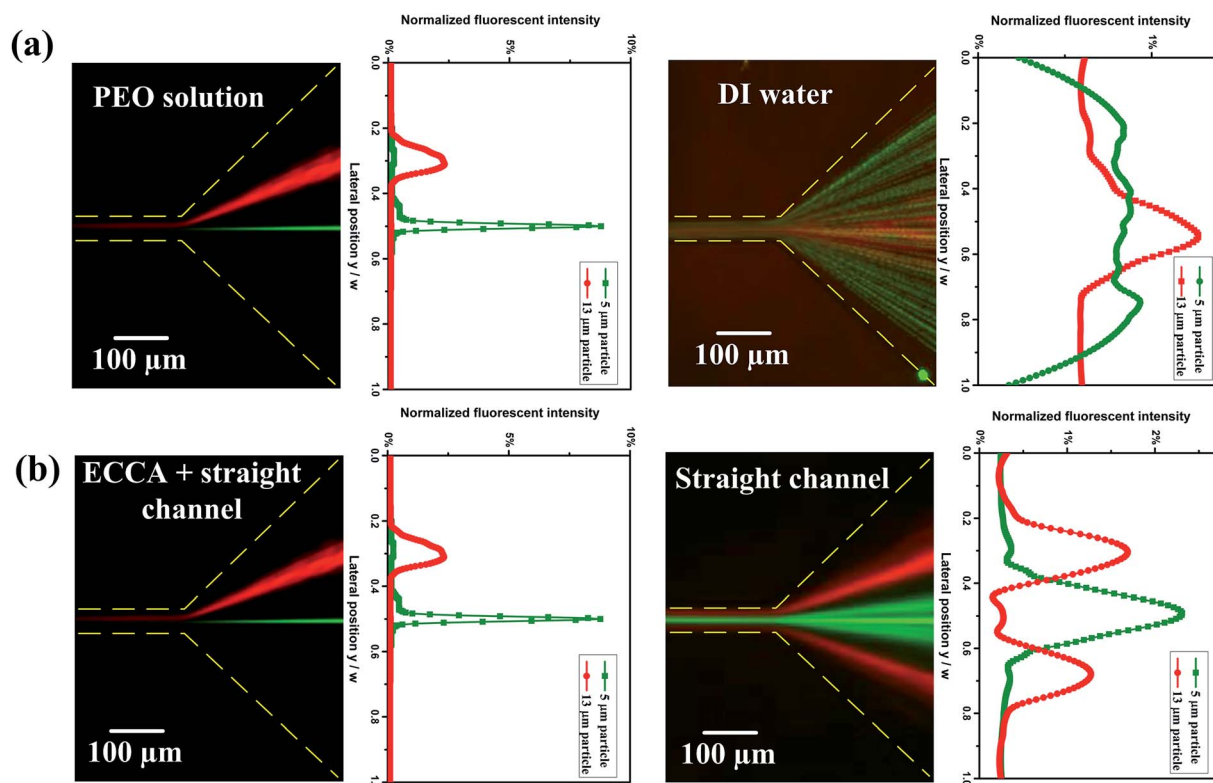 (a)
PEO solution
100 μm
Normalized fluorescent intensity
0% 5% 10%
0.0
0.2
0.4
0.6
0.8
1.0
Lateral position y / w
5 μm particle
13 μm particle
DI water
100 μm
Normalized fluorescent intensity
0% 1%
0.0
0.2
0.4
0.6
0.8
1.0
Lateral position y / w
5 μm particle
13 μm particle
(b)
ECCA + straight
channel
100 μm
Normalized fluorescent intensity
0% 5% 10%
0.0
0.2
0.4
0.6
0.8
1.0
Lateral position y / w
5 μm particle
13 μm particle
Straight channel
100 μm
Normalized fluorescent intensity
0% 1% 2%
0.0
0.2
0.4
0.6
0.8
1.0
Lateral position y / w
5 μm particle
13 μm particle